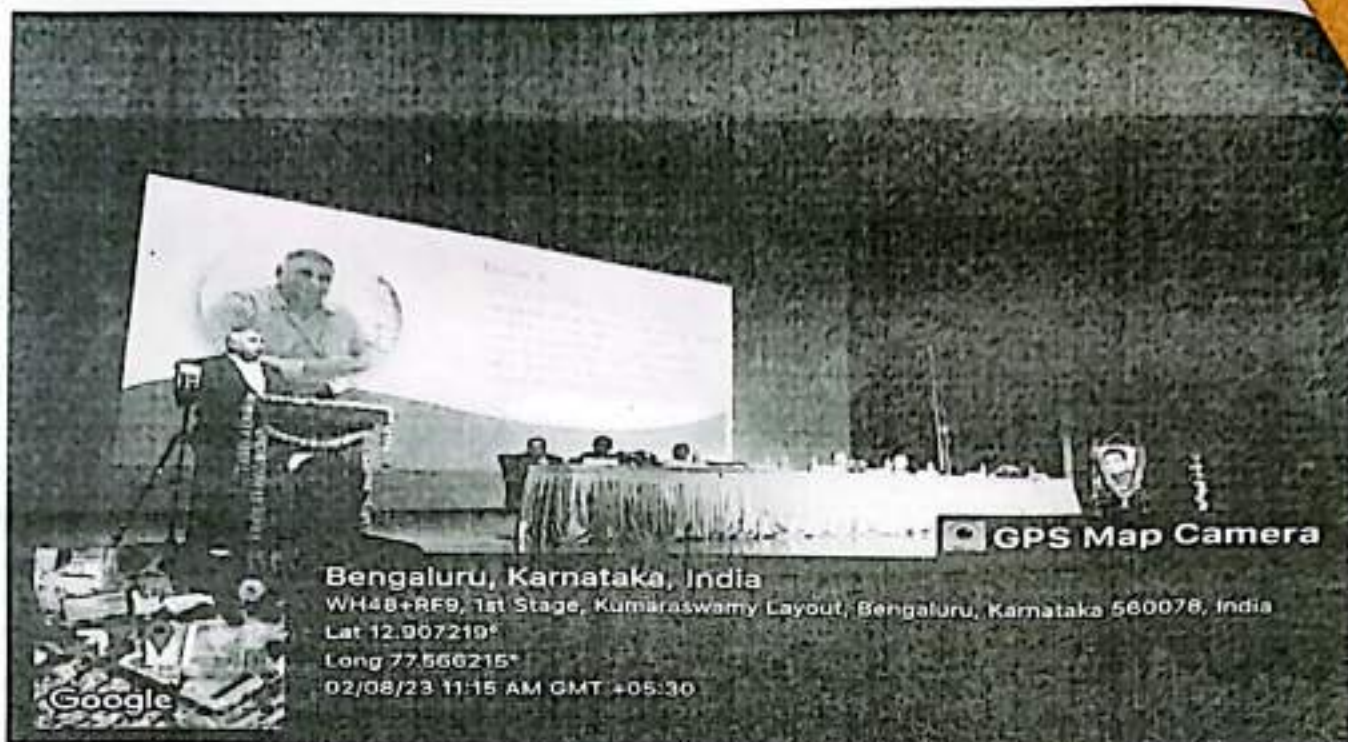 GPS Map Camera
Bengaluru, Karnataka, India
WH48+RF9, 1st Stage, Kumaraswamy Layout, Bengaluru, Karnataka 560078, India
Lat 12.907219°
Long 77.566215°
02/08/23 11:15 AM GMT +05:30
Google